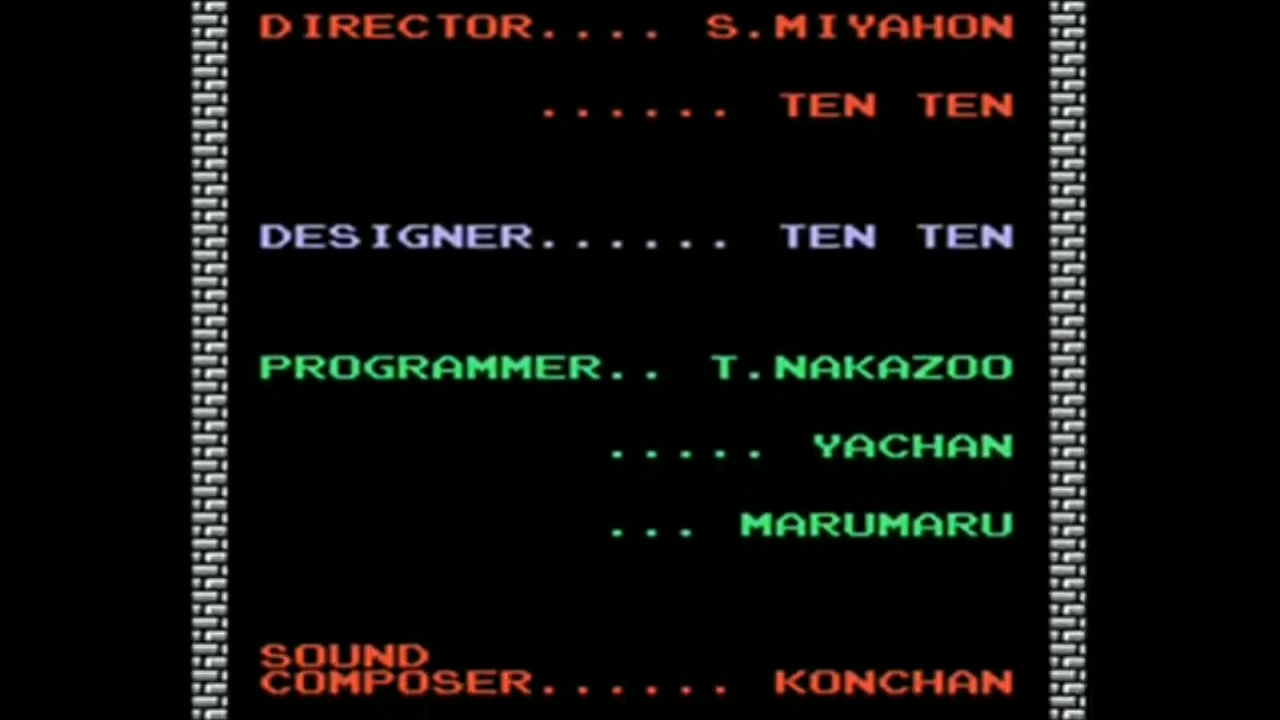 DIRECTOR.... S.MIYAHON
...... TEN TEN
DESIGNER...... TEN TEN
PROGRAMMER.. T.NAKAZOO
..... YACHAN
... MARUMARU
SOUND
COMPOSER...... KONCHAN